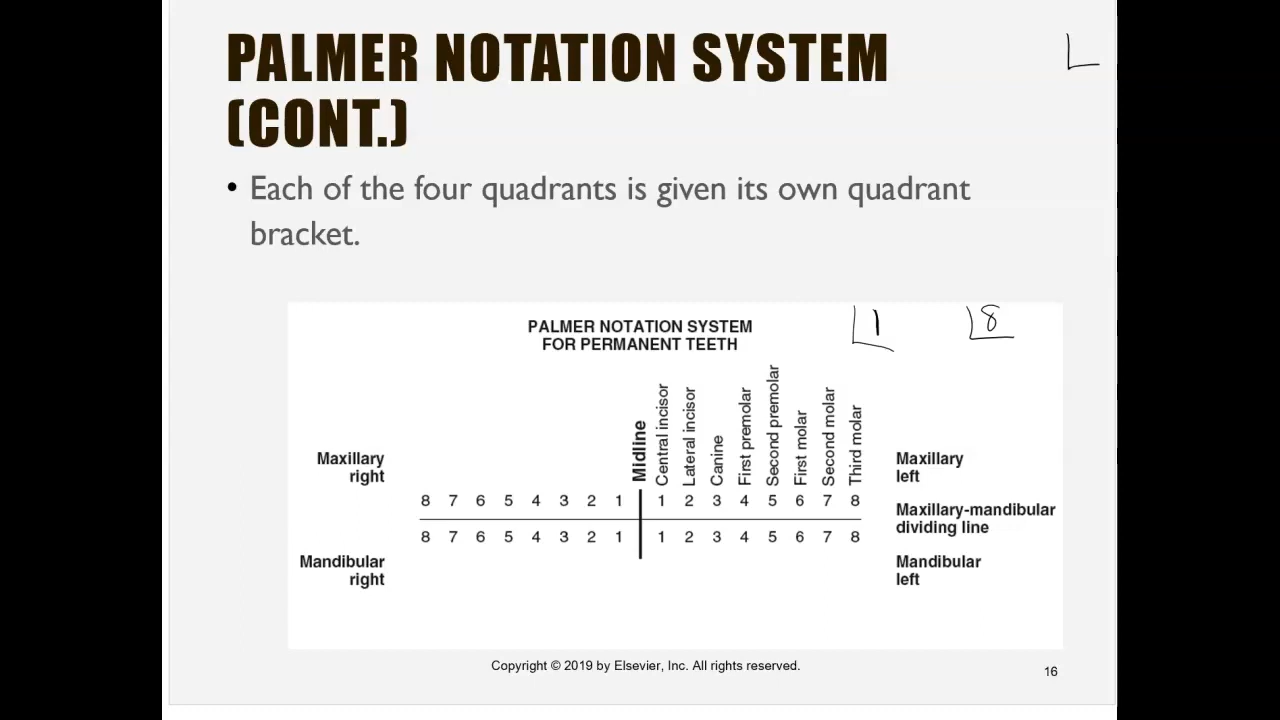 PALMER NOTATION SYSTEM
(CONT.)
• Each of the four quadrants is given its own quadrant
bracket.
PALMER NOTATION SYSTEM
FOR PERMANENT TEETH
1 8
Midline
Central incisor
Lateral incisor
Canine
First premolar
Second premolar
First molar
Second molar
Third molar
Maxillary
right
Maxillary
left
8 7 6 5 4 3 2 1 1 2 3 4 5 6 7 8
Maxillary-mandibular
dividing line
8 7 6 5 4 3 2 1 1 2 3 4 5 6 7 8
Mandibular
right
Mandibular
left
Copyright © 2019 by Elsevier, Inc. All rights reserved.
16